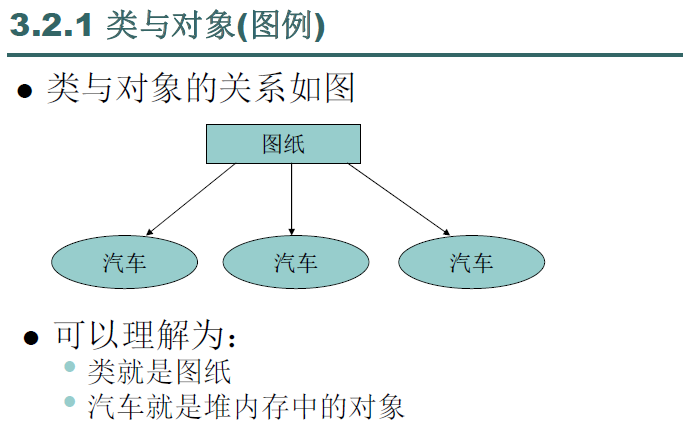 3.2.1 类与对象(图例)
类与对象的关系如图
图纸
汽车 汽车 汽车
可以理解为：
类就是图纸
汽车就是堆内存中的对象